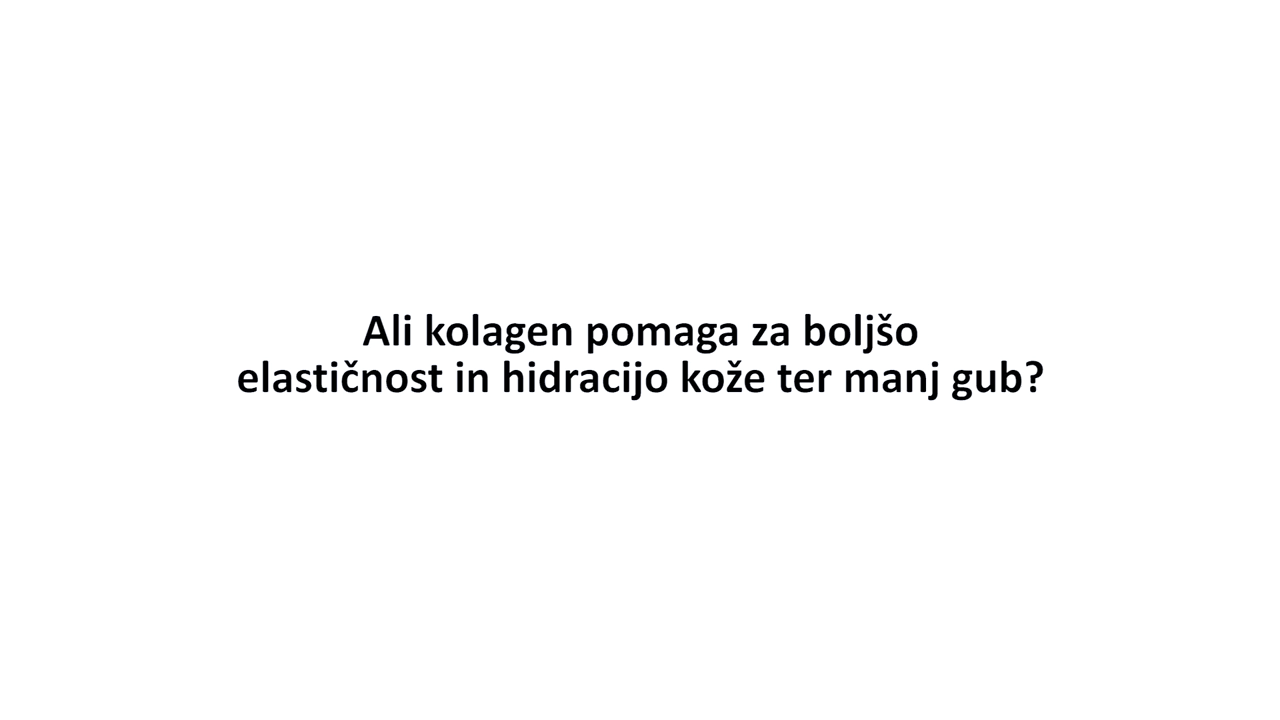 Ali kolagen pomaga za boljšo
elastičnost in hidracijo kože ter manj gub?